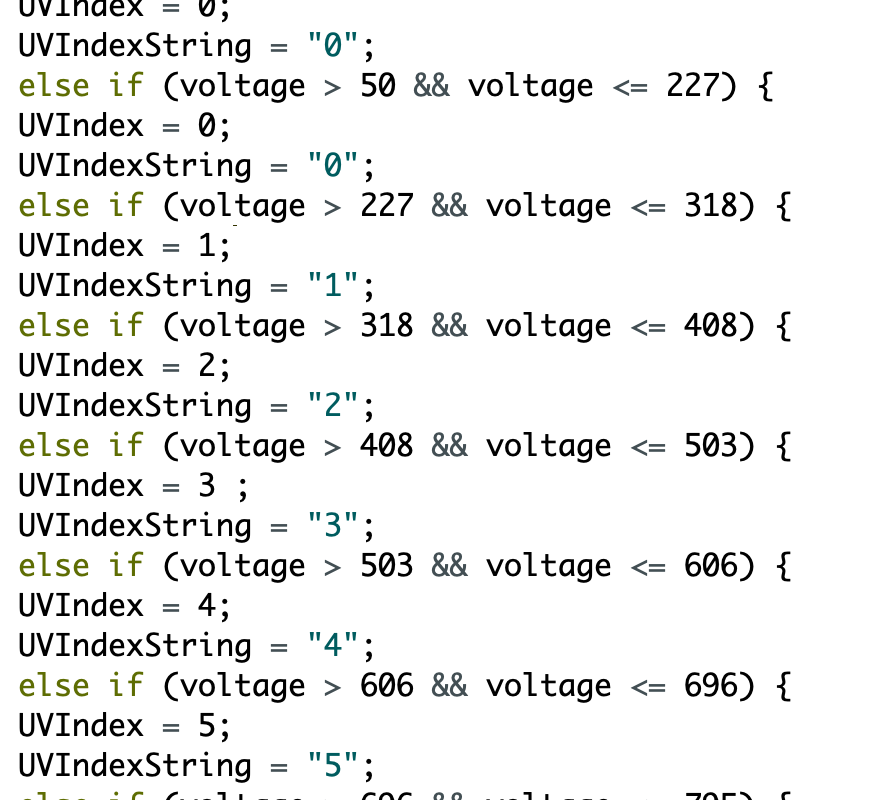 UVIndex = 0;
UVIndexString = "0";
else if (voltage > 50 && voltage <= 227) {
UVIndex = 0;
UVIndexString = "0";
else if (voltage > 227 && voltage <= 318) {
UVIndex = 1;
UVIndexString = "1";
else if (voltage > 318 && voltage <= 408) {
UVIndex = 2;
UVIndexString = "2";
else if (voltage > 408 && voltage <= 503) {
UVIndex = 3 ;
UVIndexString = "3";
else if (voltage > 503 && voltage <= 606) {
UVIndex = 4;
UVIndexString = "4";
else if (voltage > 606 && voltage <= 696) {
UVIndex = 5;
UVIndexString = "5";
else if (voltage > 696 && voltage <= 795) {